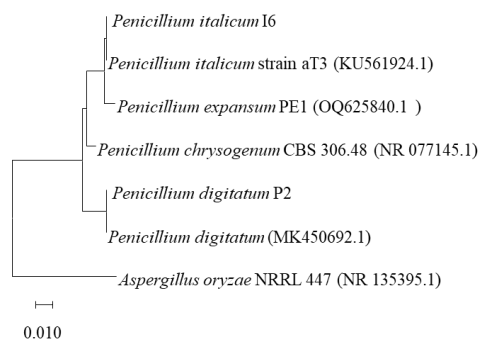 Penicillium italicum I6
Penicillium italicum strain aT3 (KU561924.1)
Penicillium expansum PE1 (OQ625840.1 )
Penicillium chrysogenum CBS 306.48 (NR 077145.1)
Penicillium digitatum P2
Penicillium digitatum (MK450692.1)
Aspergillus oryzae NRRL 447 (NR 135395.1)
0.010